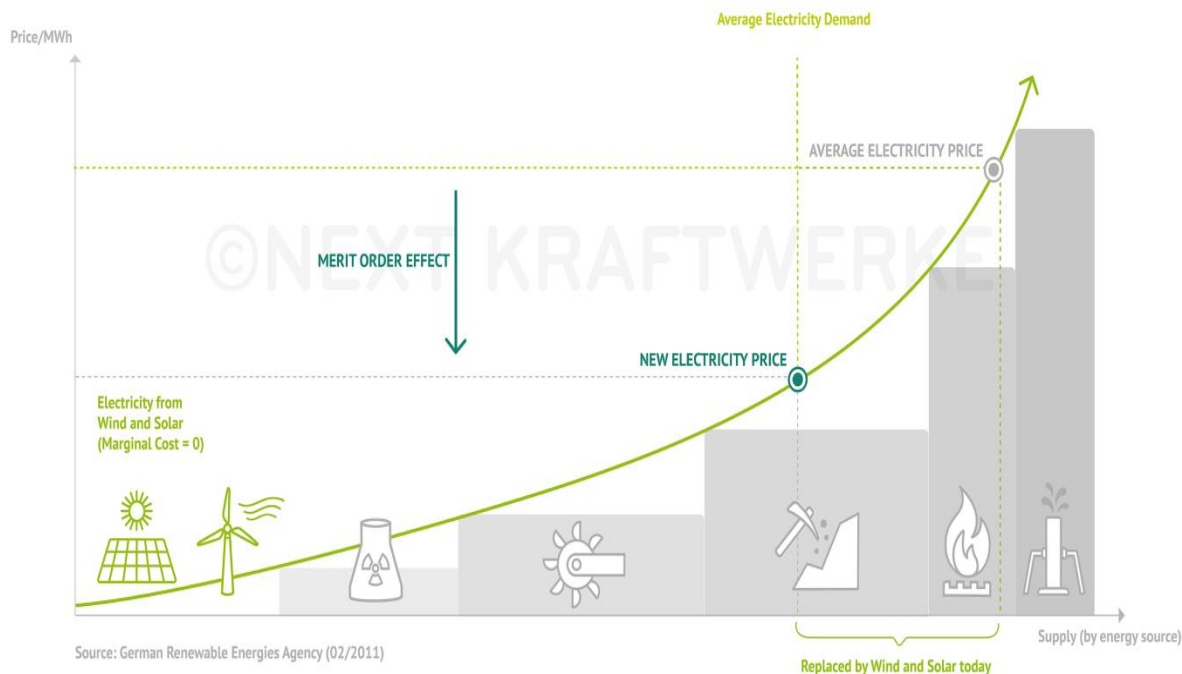 Average Electricity Demand
Price/MWh
AVERAGE ELECTRICITY PRICE
©NEXT KRAFTWERKE
MERIT ORDER EFFECT
NEW ELECTRICITY PRICE
Electricity from
Wind and Solar
(Marginal Cost = 0)
Supply (by energy source)
Source: German Renewable Energies Agency (02/2011)
Replaced by Wind and Solar today